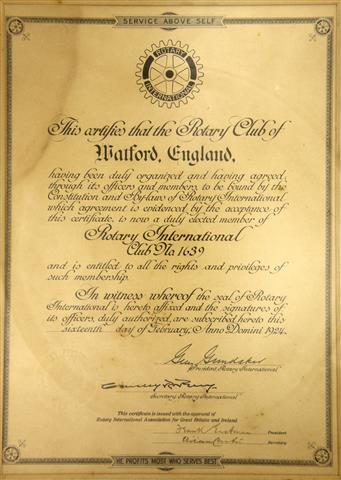 SERVICE ABOVE SELF
ROTARY
INTERNATIONAL
This certifies that the Rotary Club of
Watford, England,
having been duly organized and having agreed,
through its officers and members, to be bound by the
Constitution and By-laws of Rotary International
which agreement is evidenced by the acceptance of
this certificate, is now a duly elected member of
Rotary International
Club No. 1639
and is entitled to all the rights and privileges of
such membership.
In witness whereof the seal of Rotary
International is hereto affixed and the signatures of
its officers, duly authorized, are subscribed hereto this
sixteenth day of February, Anno Domini 1924.
Guy Gundaker
President, Rotary International
Secretary, Rotary International
This certificate is issued with the approval of
Rotary International Association for Great Britain and Ireland
Frank Eastman President
Vivian Carter Secretary
HE PROFITS MOST WHO SERVES BEST